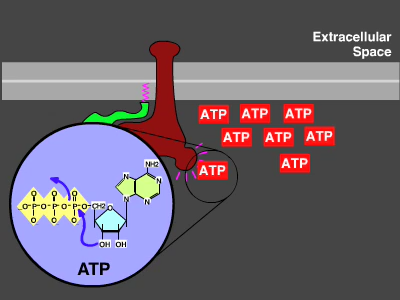 Extracellular
Space
ATP ATP ATP
ATP ATP ATP
ATP ATP
NH2
N N
N N
O O O
O-P-O-P-O-P-O-CH2 O
O O O
OH OH
ATP